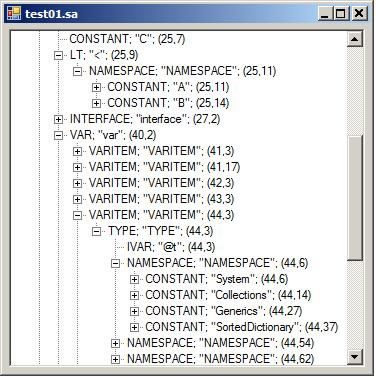 test01.sa
CONSTANT; "C"; (25,7)
LT; "<"; (25,9)
NAMESPACE; "NAMESPACE"; (25,11)
CONSTANT; "A"; (25,11)
CONSTANT; "B"; (25,14)
INTERFACE; "interface"; (27,2)
VAR; "var"; (40,2)
VARITEM; "VARITEM"; (41,3)
VARITEM; "VARITEM"; (41,17)
VARITEM; "VARITEM"; (42,3)
VARITEM; "VARITEM"; (43,3)
VARITEM; "VARITEM"; (44,3)
TYPE; "TYPE"; (44,3)
IVAR; "@t"; (44,3)
NAMESPACE; "NAMESPACE"; (44,6)
CONSTANT; "System"; (44,6)
CONSTANT; "Collections"; (44,14)
CONSTANT; "Generics"; (44,27)
CONSTANT; "SortedDictionary"; (44,37)
NAMESPACE; "NAMESPACE"; (44,54)
NAMESPACE; "NAMESPACE"; (44,62)